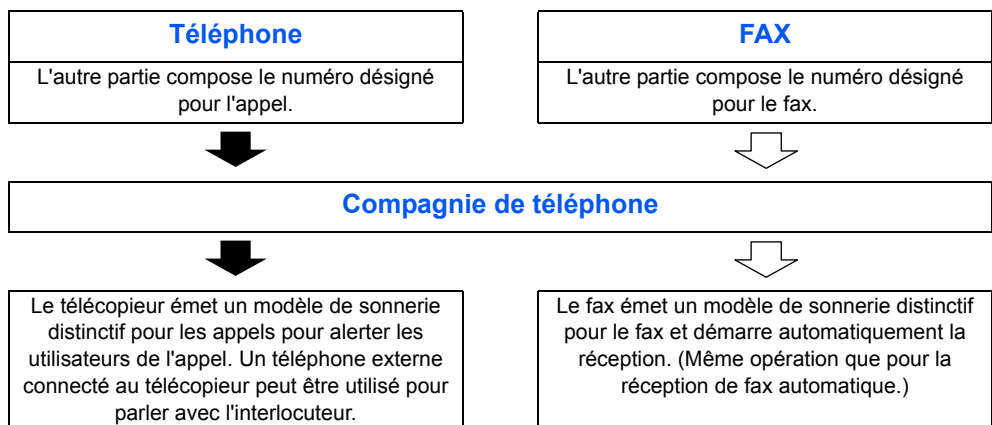 Téléphone
L'autre partie compose le numéro désigné
pour l'appel.
FAX
L'autre partie compose le numéro désigné
pour le fax.
Compagnie de téléphone
Le télécopieur émet un modèle de sonnerie
distinctif pour les appels pour alerter les
utilisateurs de l'appel. Un téléphone externe
connecté au télécopieur peut être utilisé pour
parler avec l'interlocuteur.
Le fax émet un modèle de sonnerie distinctif
pour le fax et démarre automatiquement la
réception. (Même opération que pour la
réception de fax automatique.)